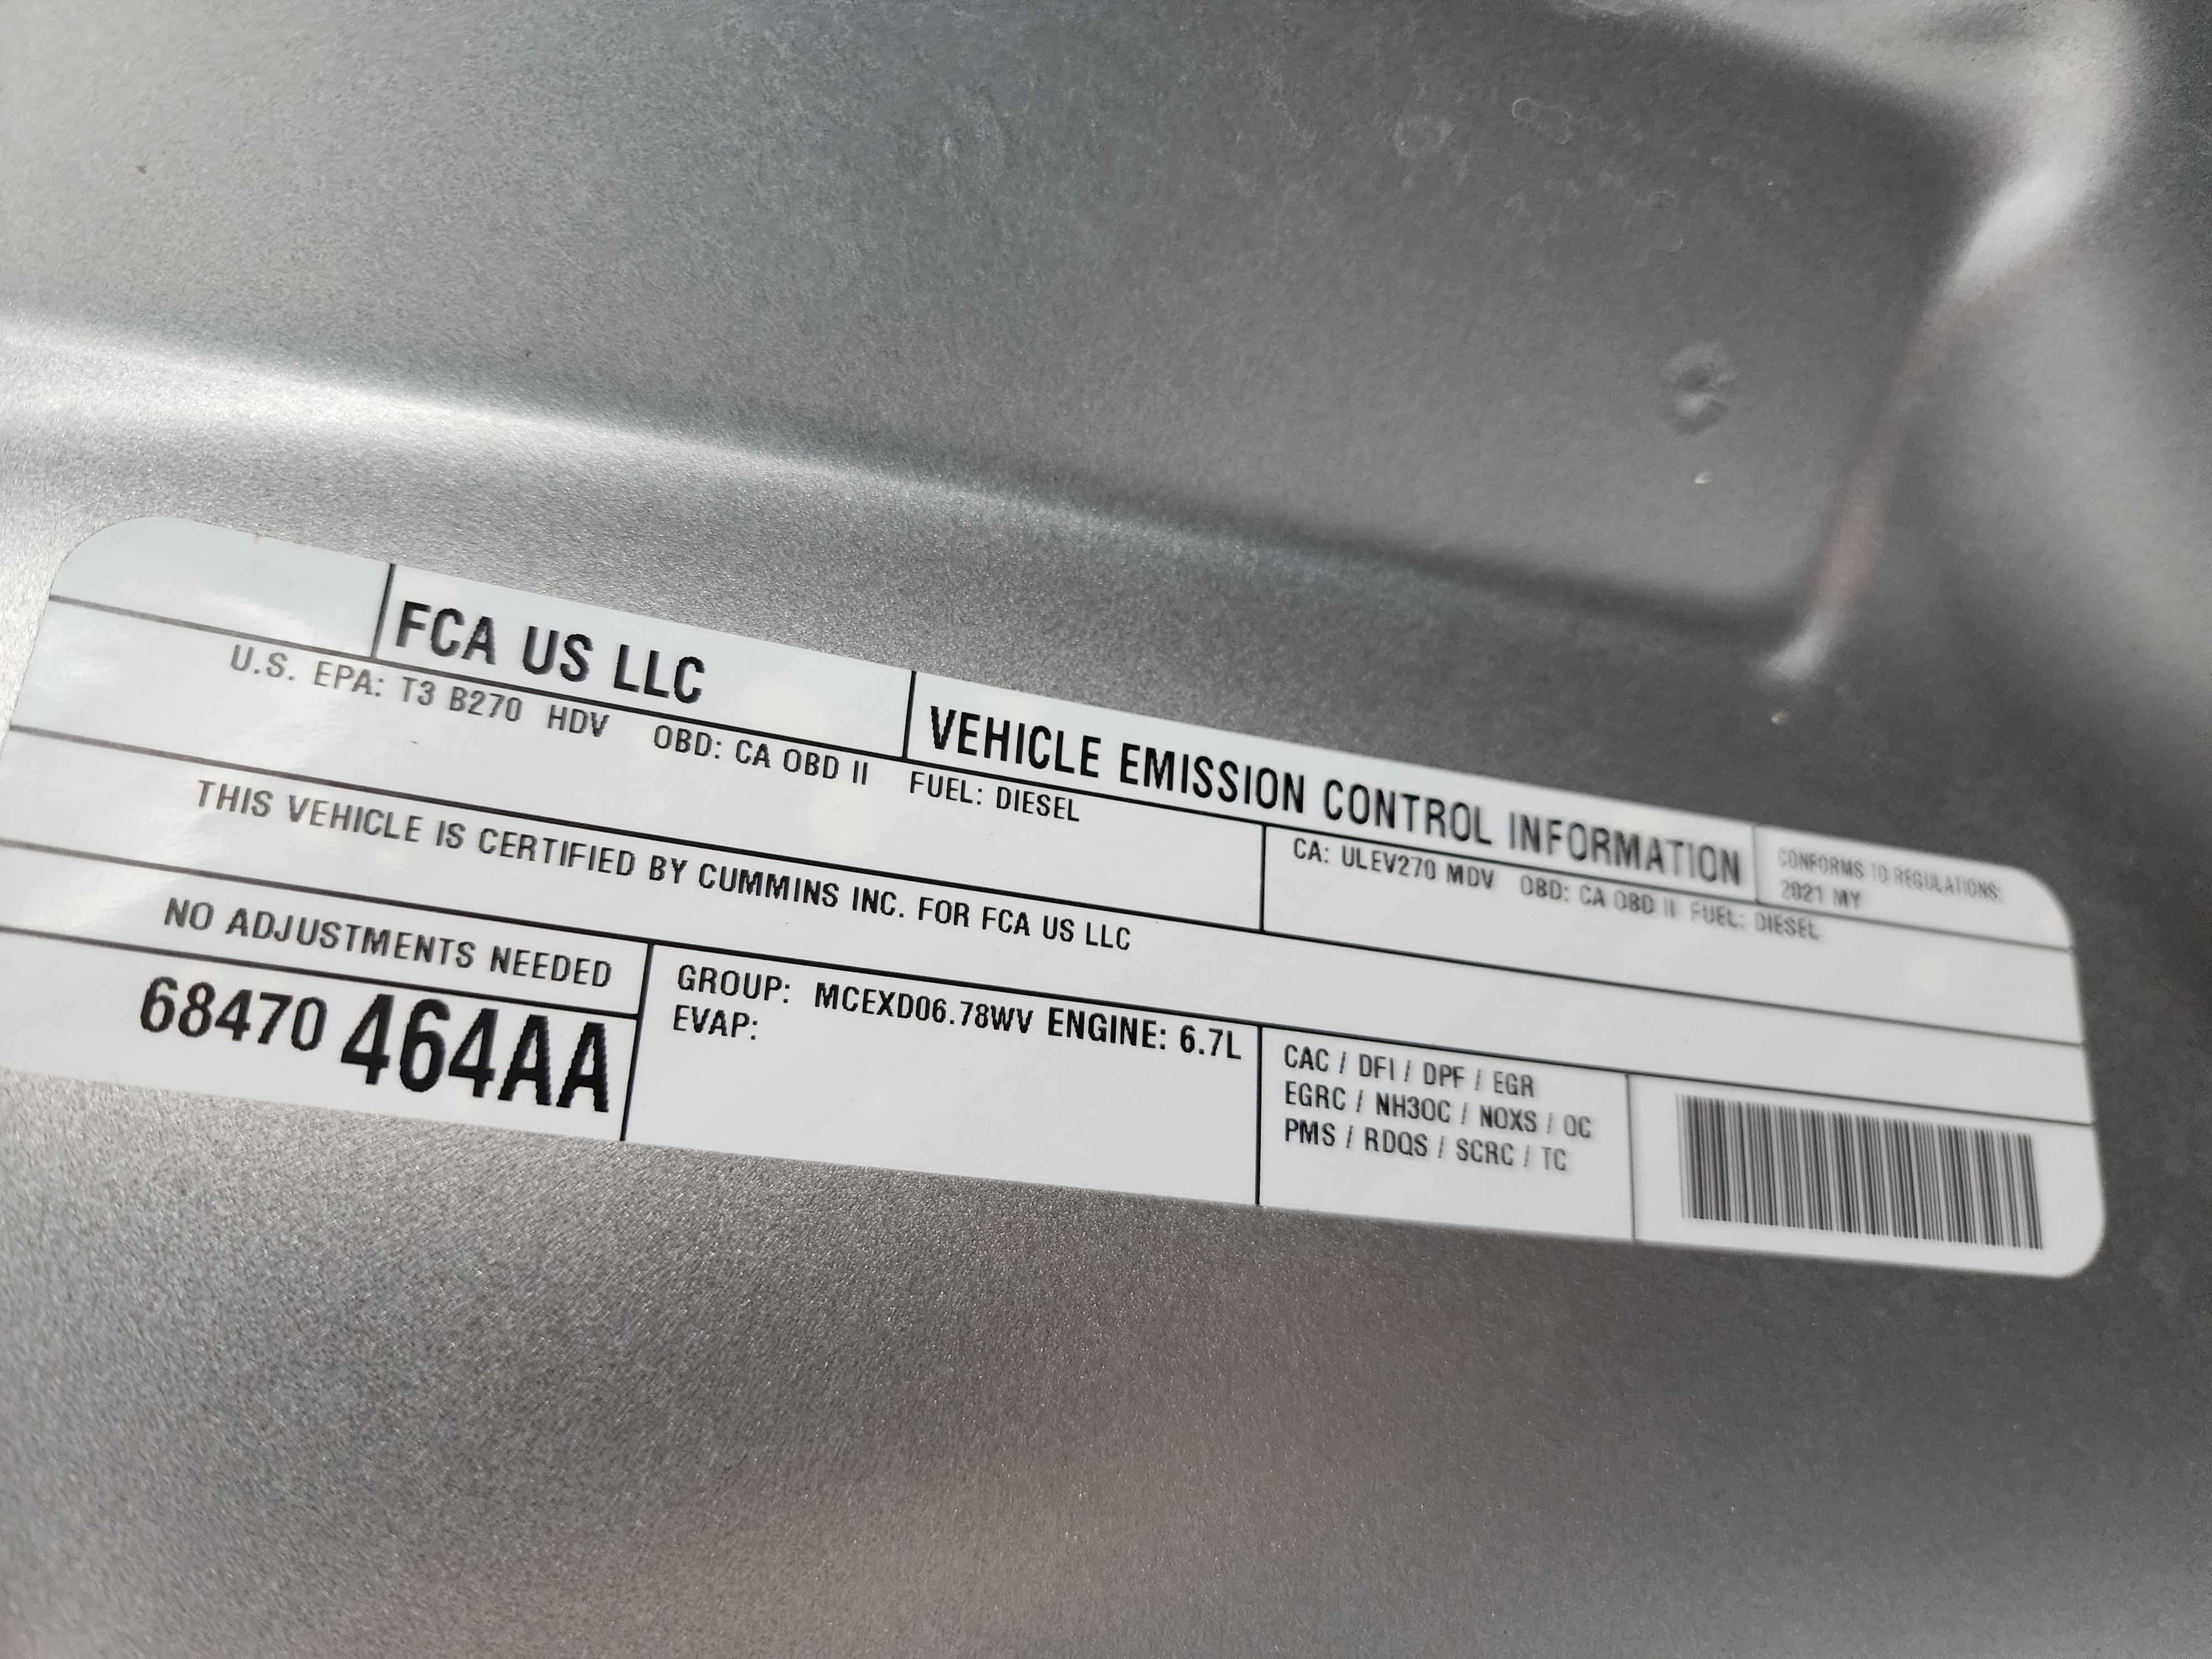 FCA US LLC
VEHICLE EMISSION CONTROL INFORMATION
CONFORMS TO REGULATIONS:
2021 MY
U.S. EPA: T3 B270 HDV OBD: CA OBD II FUEL: DIESEL
CA: ULEV270 MDV OBD: CA OBD II FUEL: DIESEL
THIS VEHICLE IS CERTIFIED BY CUMMINS INC. FOR FCA US LLC
NO ADJUSTMENTS NEEDED
68470 464AA
GROUP: MCEXD06.78WV ENGINE: 6.7L
EVAP:
CAC / DFI / DPF / EGR
EGRC / NH3OC / NOXS / OC
PMS / RDQS / SCRC / TC